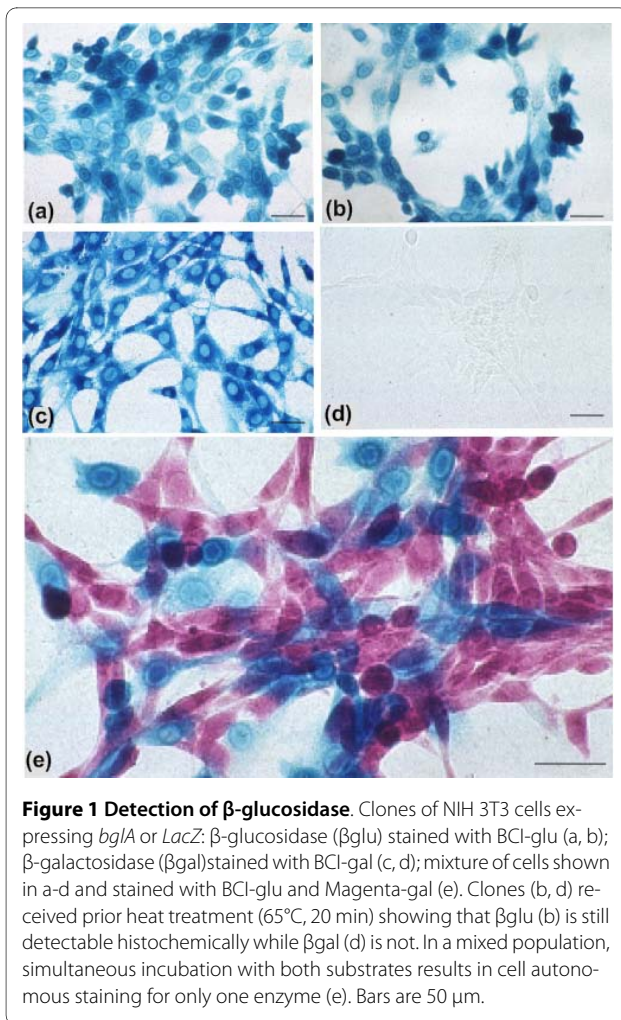 (a)
(b)
(c)
(d)
(e)
Figure 1 Detection of β-glucosidase. Clones of NIH 3T3 cells ex-
pressing bglA or LacZ: β-glucosidase (βglu) stained with BCI-glu (a, b);
β-galactosidase (βgal)stained with BCI-gal (c, d); mixture of cells shown
in a-d and stained with BCI-glu and Magenta-gal (e). Clones (b, d) re-
ceived prior heat treatment (65°C, 20 min) showing that βglu (b) is still
detectable histochemically while βgal (d) is not. In a mixed population,
simultaneous incubation with both substrates results in cell autono-
mous staining for only one enzyme (e). Bars are 50 μm.